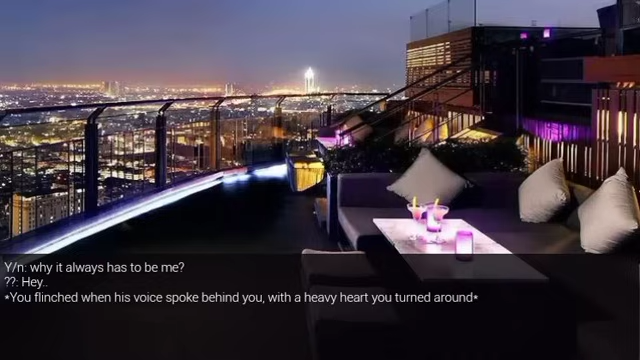 Y/n: why it always has to be me?
??: Hey..
*You flinched when his voice spoke behind you, with a heavy heart you turned around*